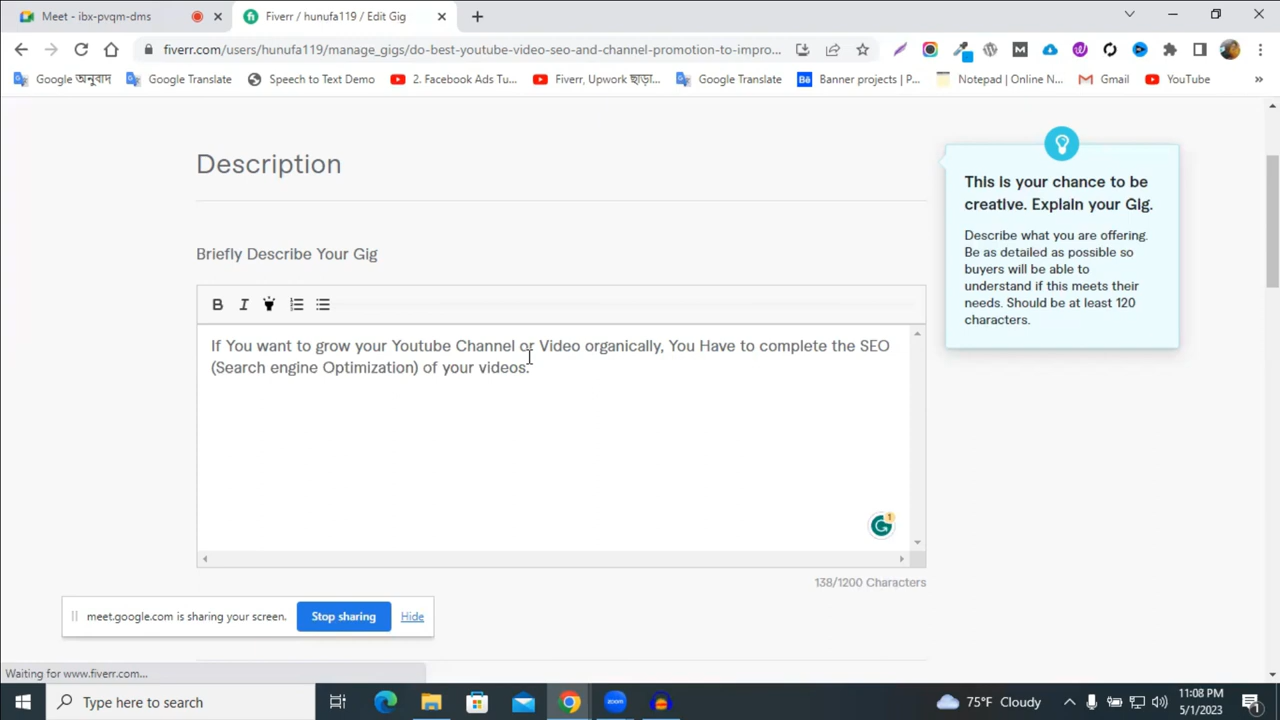 Meet - ibx-pvqm-dms
Fiverr / hunufa119 / Edit Gig
fiverr.com/users/hunufa119/manage_gigs/do-best-youtube-video-seo-and-channel-promotion-to-impro...
Google অনুবাদ
Google Translate
Speech to Text Demo
2. Facebook Ads Tu...
Fiverr, Upwork ছাড়া...
Google Translate
Banner projects | P...
Notepad | Online N...
Gmail
YouTube
Description
Briefly Describe Your Gig
B I
If You want to grow your Youtube Channel or Video organically, You Have to complete the SEO
(Search engine Optimization) of your videos.
138/1200 Characters
This is your chance to be
creative. Explain your Gig.
Describe what you are offering.
Be as detailed as possible so
buyers will be able to
understand if this meets their
needs. Should be at least 120
characters.
meet.google.com is sharing your screen.
Stop sharing
Hide
Waiting for www.fiverr.com...
Type here to search
zoom
75°F Cloudy
11:08 PM
5/1/2023